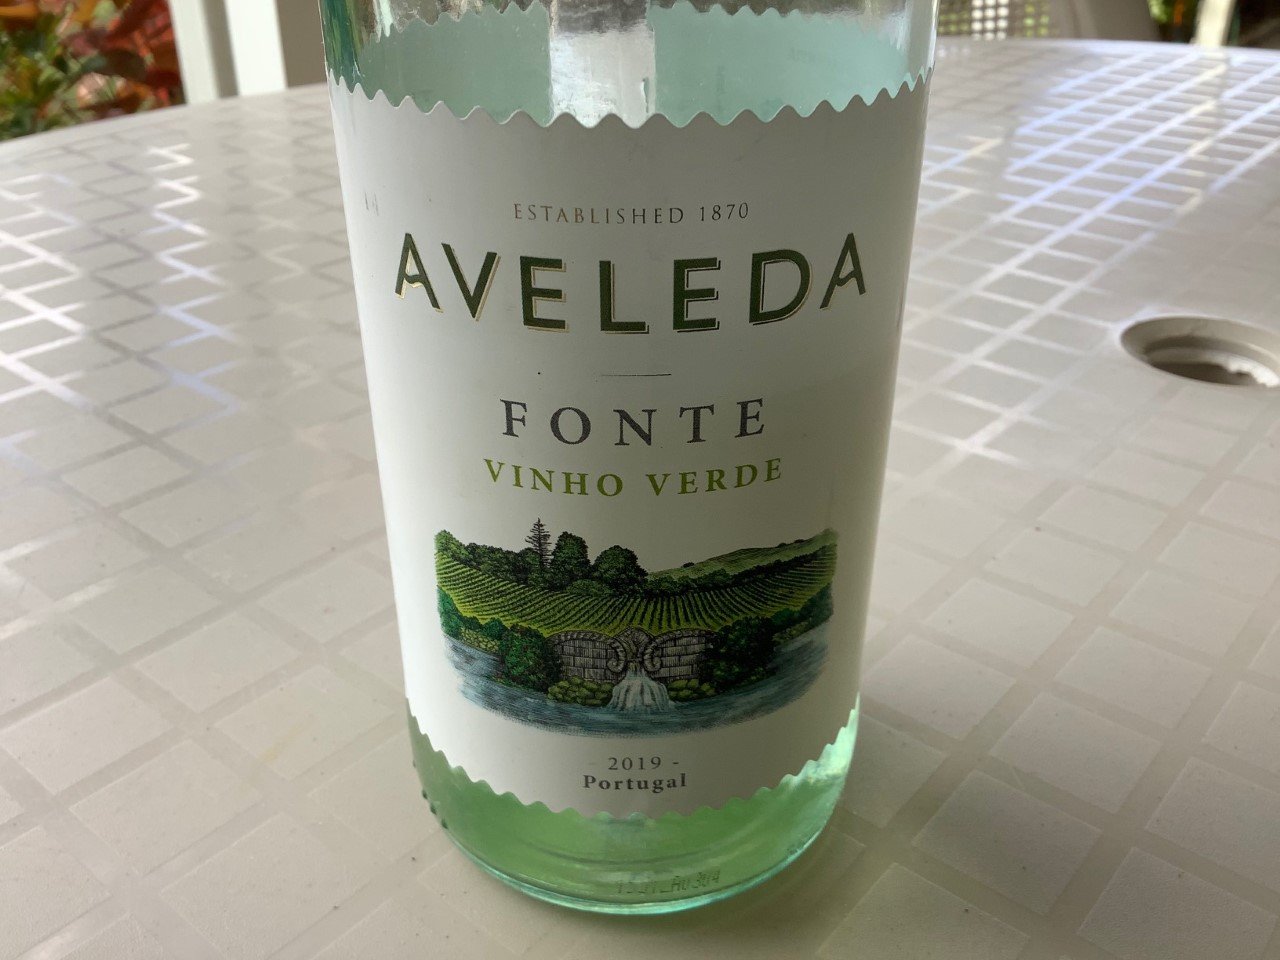 ESTABLISHED 1870
AVELEDA
FONTE
VINHO VERDE
2019 -
Portugal